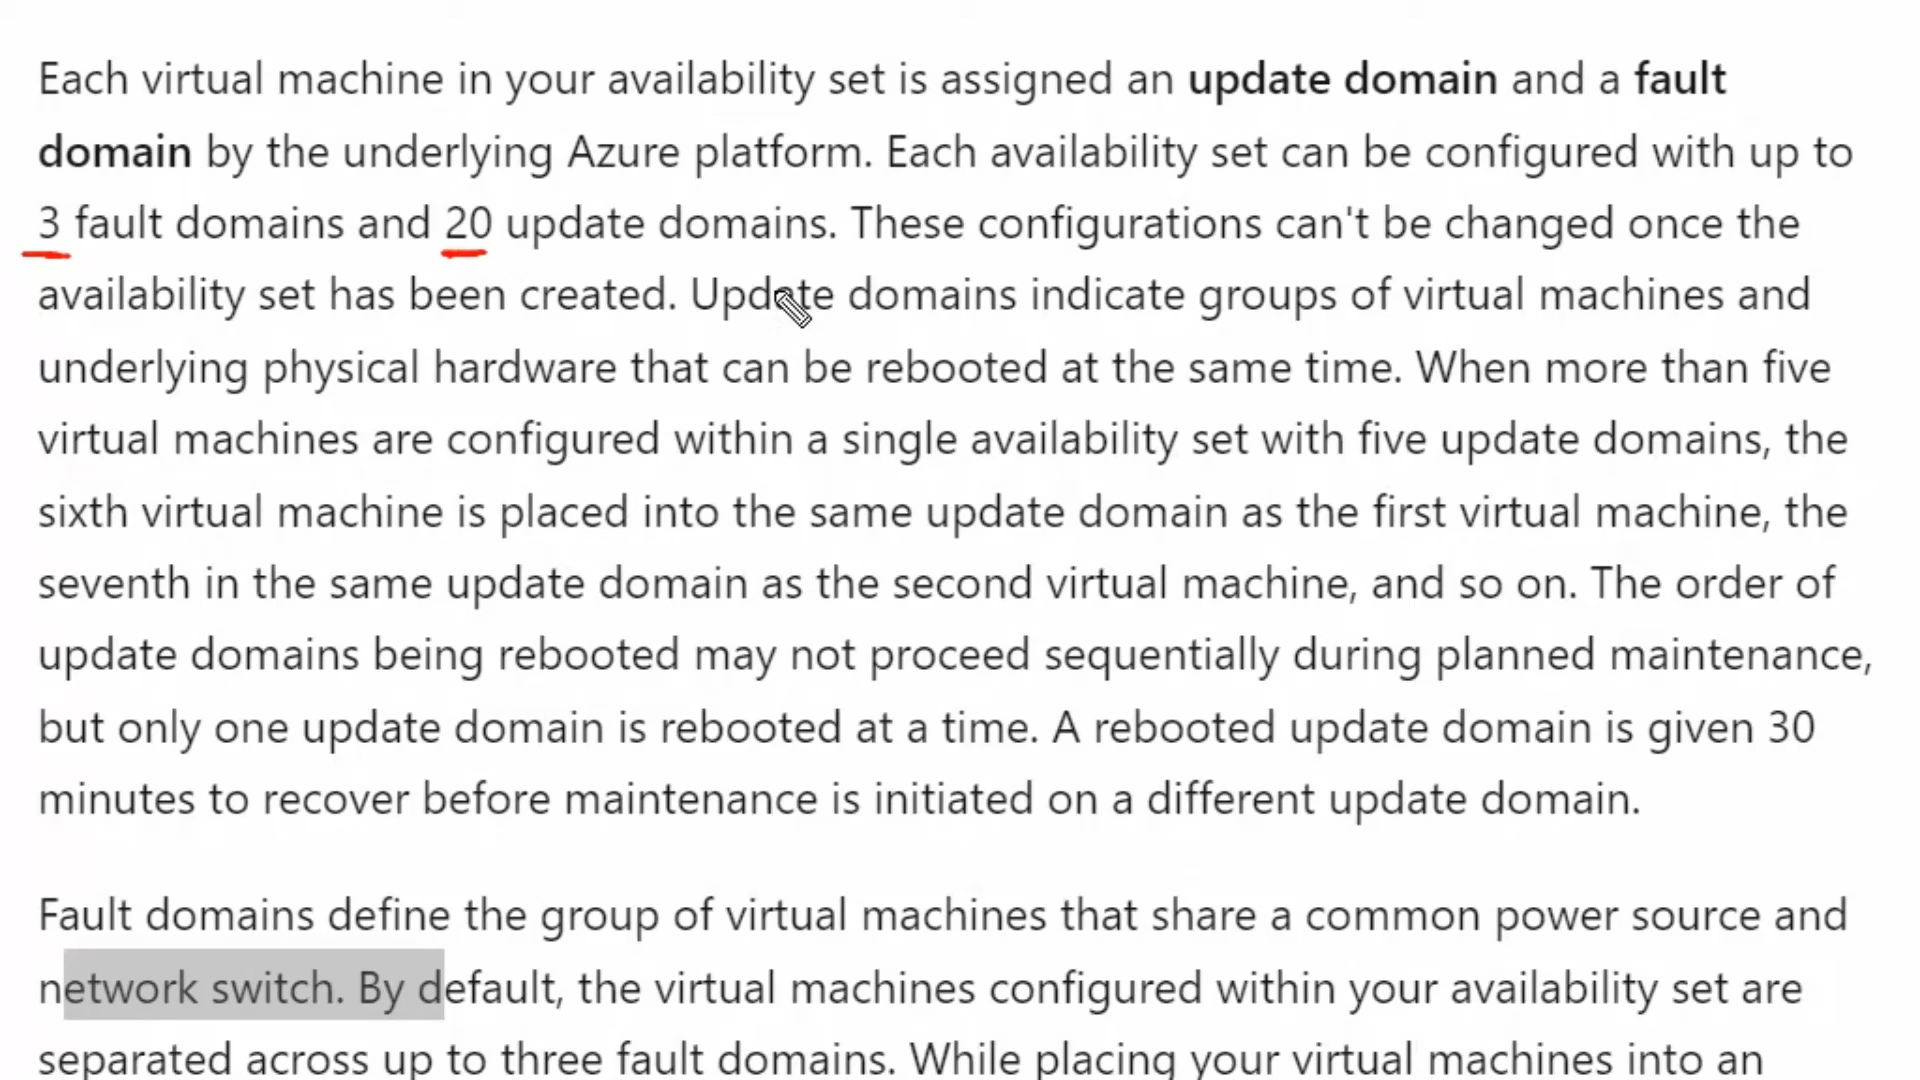 Each virtual machine in your availability set is assigned an update domain and a fault
domain by the underlying Azure platform. Each availability set can be configured with up to
3 fault domains and 20 update domains. These configurations can't be changed once the
availability set has been created. Update domains indicate groups of virtual machines and
underlying physical hardware that can be rebooted at the same time. When more than five
virtual machines are configured within a single availability set with five update domains, the
sixth virtual machine is placed into the same update domain as the first virtual machine, the
seventh in the same update domain as the second virtual machine, and so on. The order of
update domains being rebooted may not proceed sequentially during planned maintenance,
but only one update domain is rebooted at a time. A rebooted update domain is given 30
minutes to recover before maintenance is initiated on a different update domain.
Fault domains define the group of virtual machines that share a common power source and
network switch. By default, the virtual machines configured within your availability set are
separated across up to three fault domains. While placing your virtual machines into an